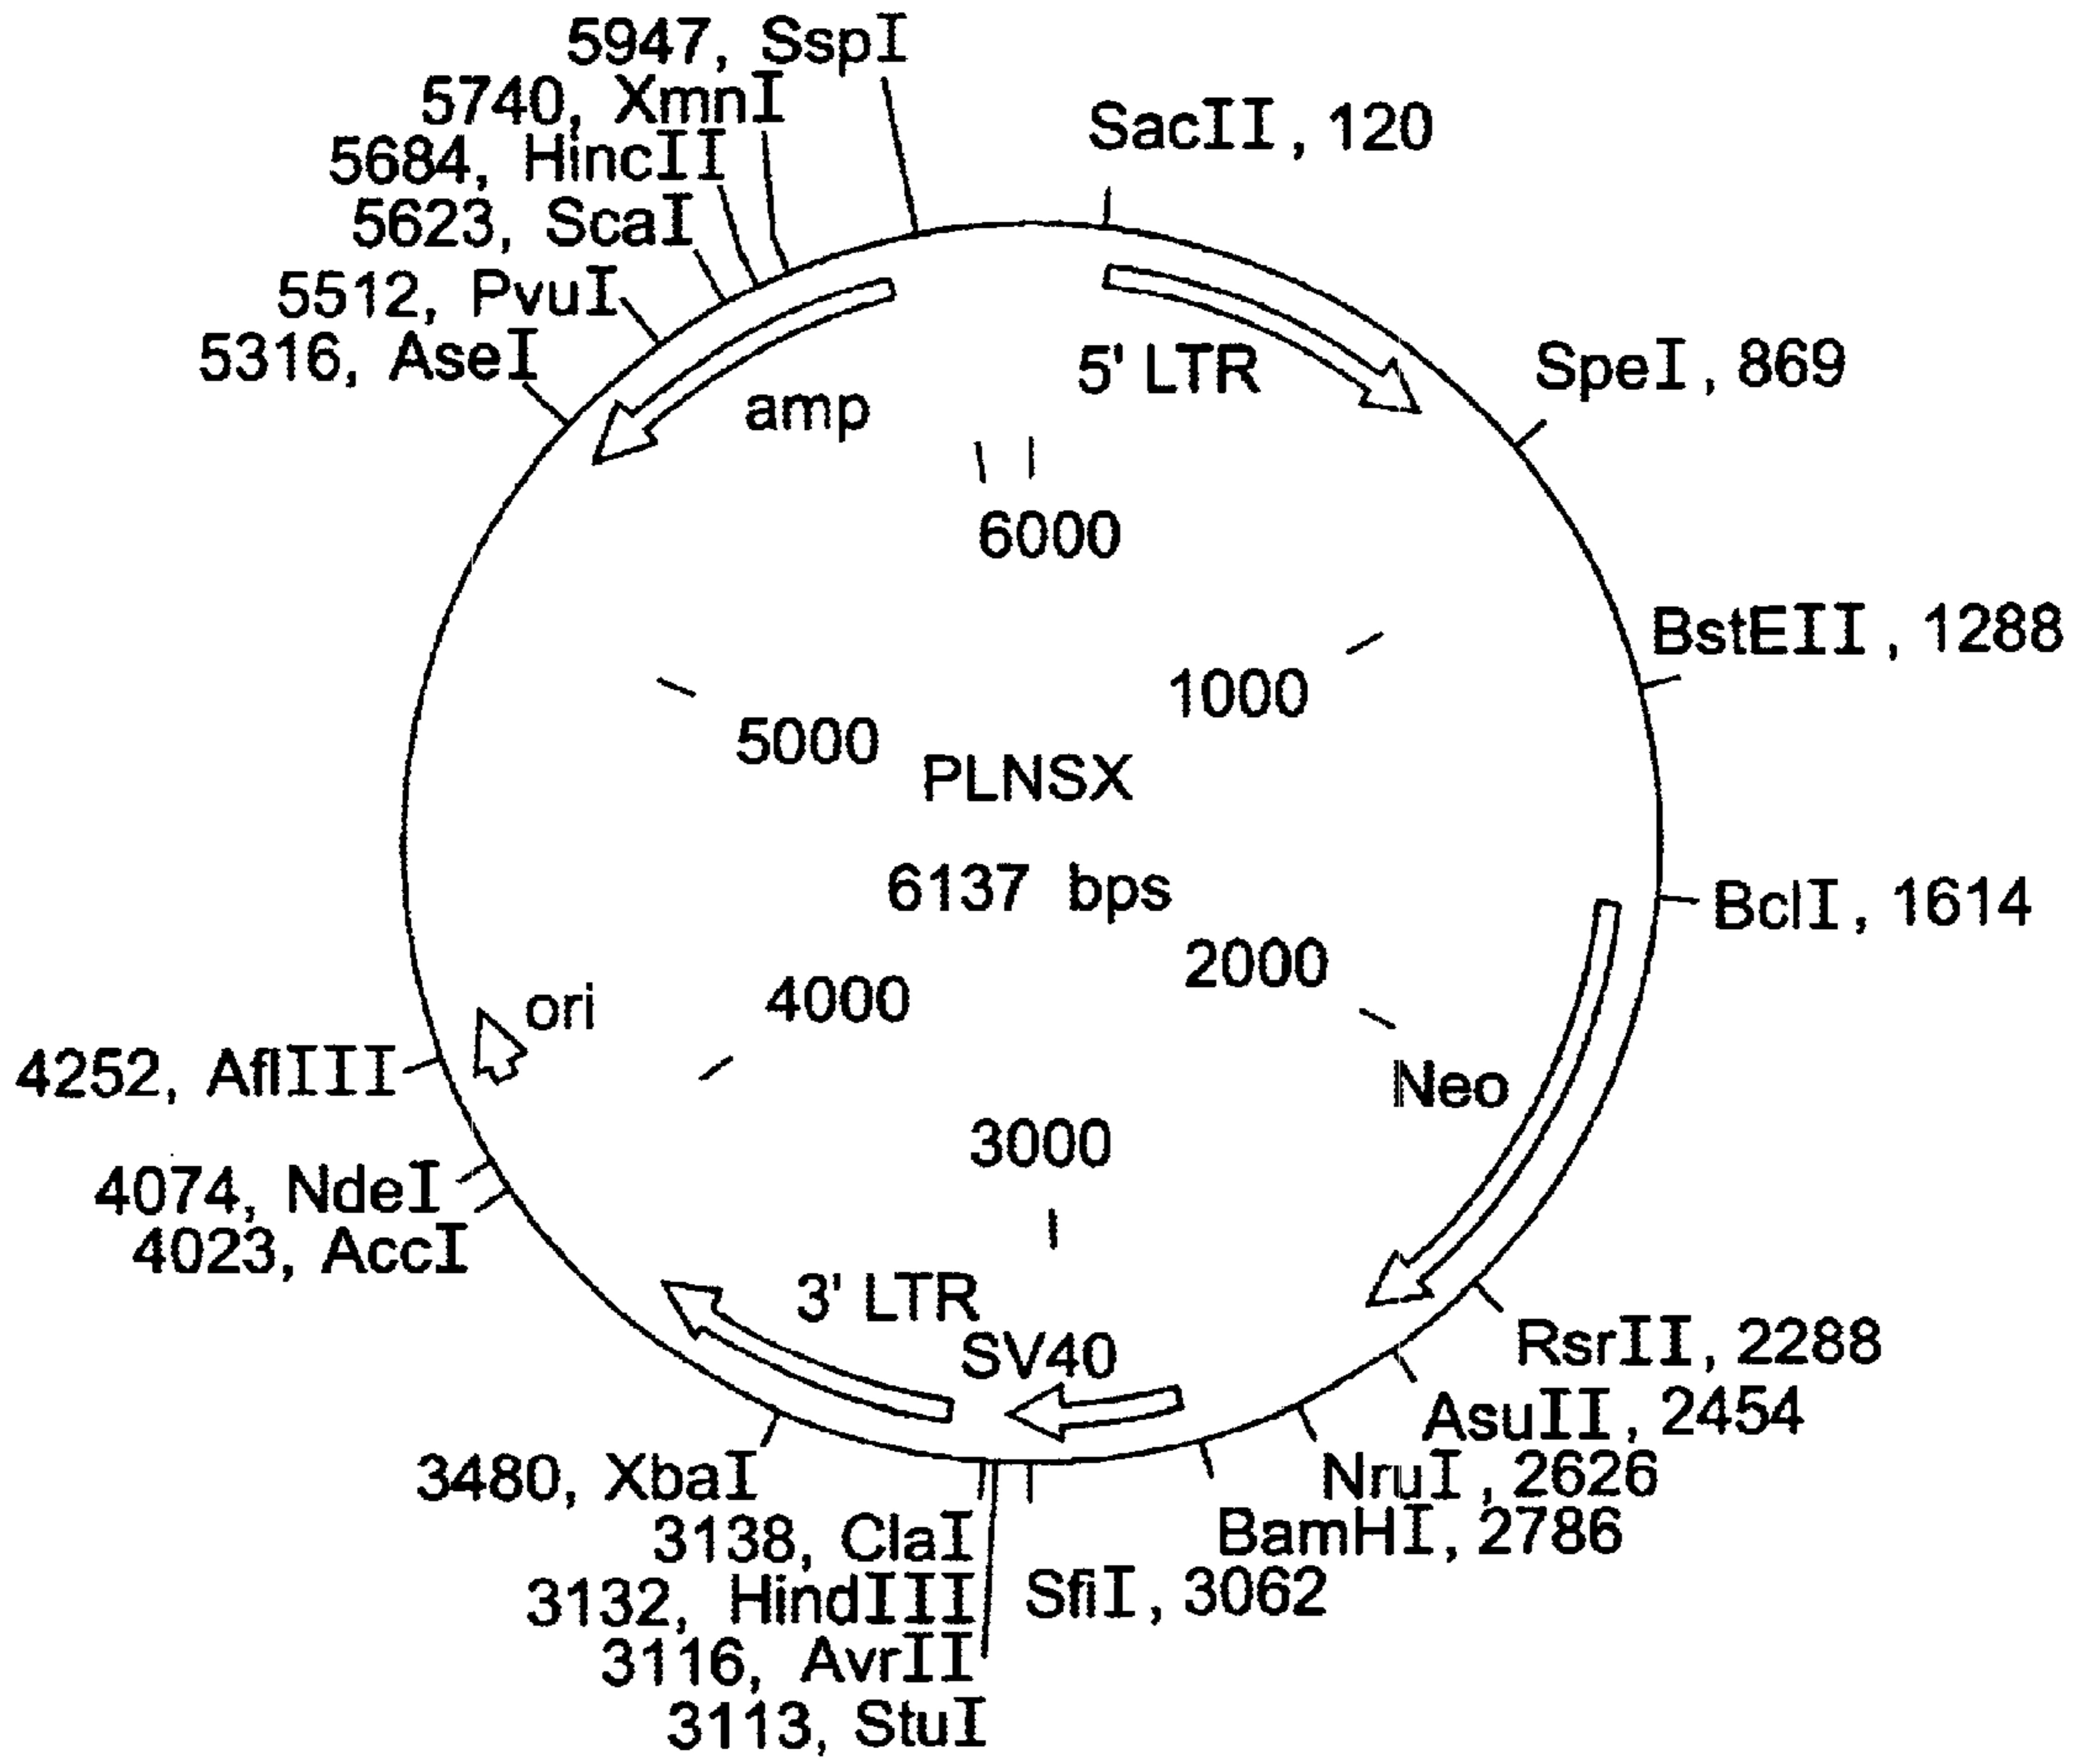 5947, SspI
5740, XmnI
5684, HincII
5623, ScaI
5512, PvuI
5316, AseI
SacII, 120
SpeI, 869
BstEII, 1288
BclI, 1614
5' LTR
amp
6000
1000
5000
PLNSX
6137 bps
2000
4000
ori
Neo
3000
3' LTR
SV40
4252, AflIII
4074, NdeI
4023, AccI
RsrII, 2288
AsuII, 2454
NruI, 2626
BamHI, 2786
SfiI, 3062
3480, XbaI
3138, ClaI
3132, HindIII
3116, AvrII
3113, StuI